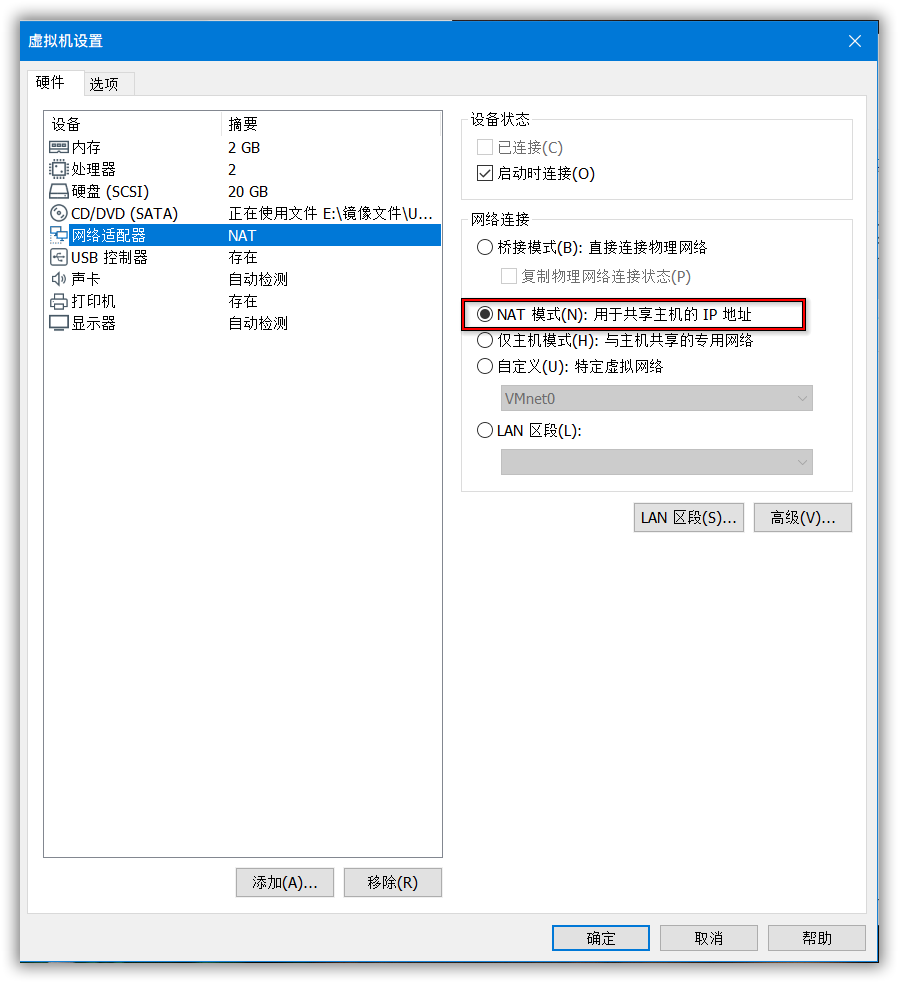 虚拟机设置
硬件
选项
设备 摘要
内存 2 GB
处理器 2
硬盘 (SCSI) 20 GB
CD/DVD (SATA) 正在使用文件 E:\镜像文件\U...
网络适配器 NAT
USB 控制器 存在
声卡 自动检测
打印机 存在
显示器 自动检测
添加(A)...
移除(R)
设备状态
已连接(C)
启动时连接(O)
网络连接
桥接模式(B): 直接连接物理网络
复制物理网络连接状态(P)
NAT 模式(N): 用于共享主机的 IP 地址
仅主机模式(H): 与主机共享的专用网络
自定义(U): 特定虚拟网络
VMnet0
LAN 区段(L):
LAN 区段(S)...
高级(V)...
确定
取消
帮助